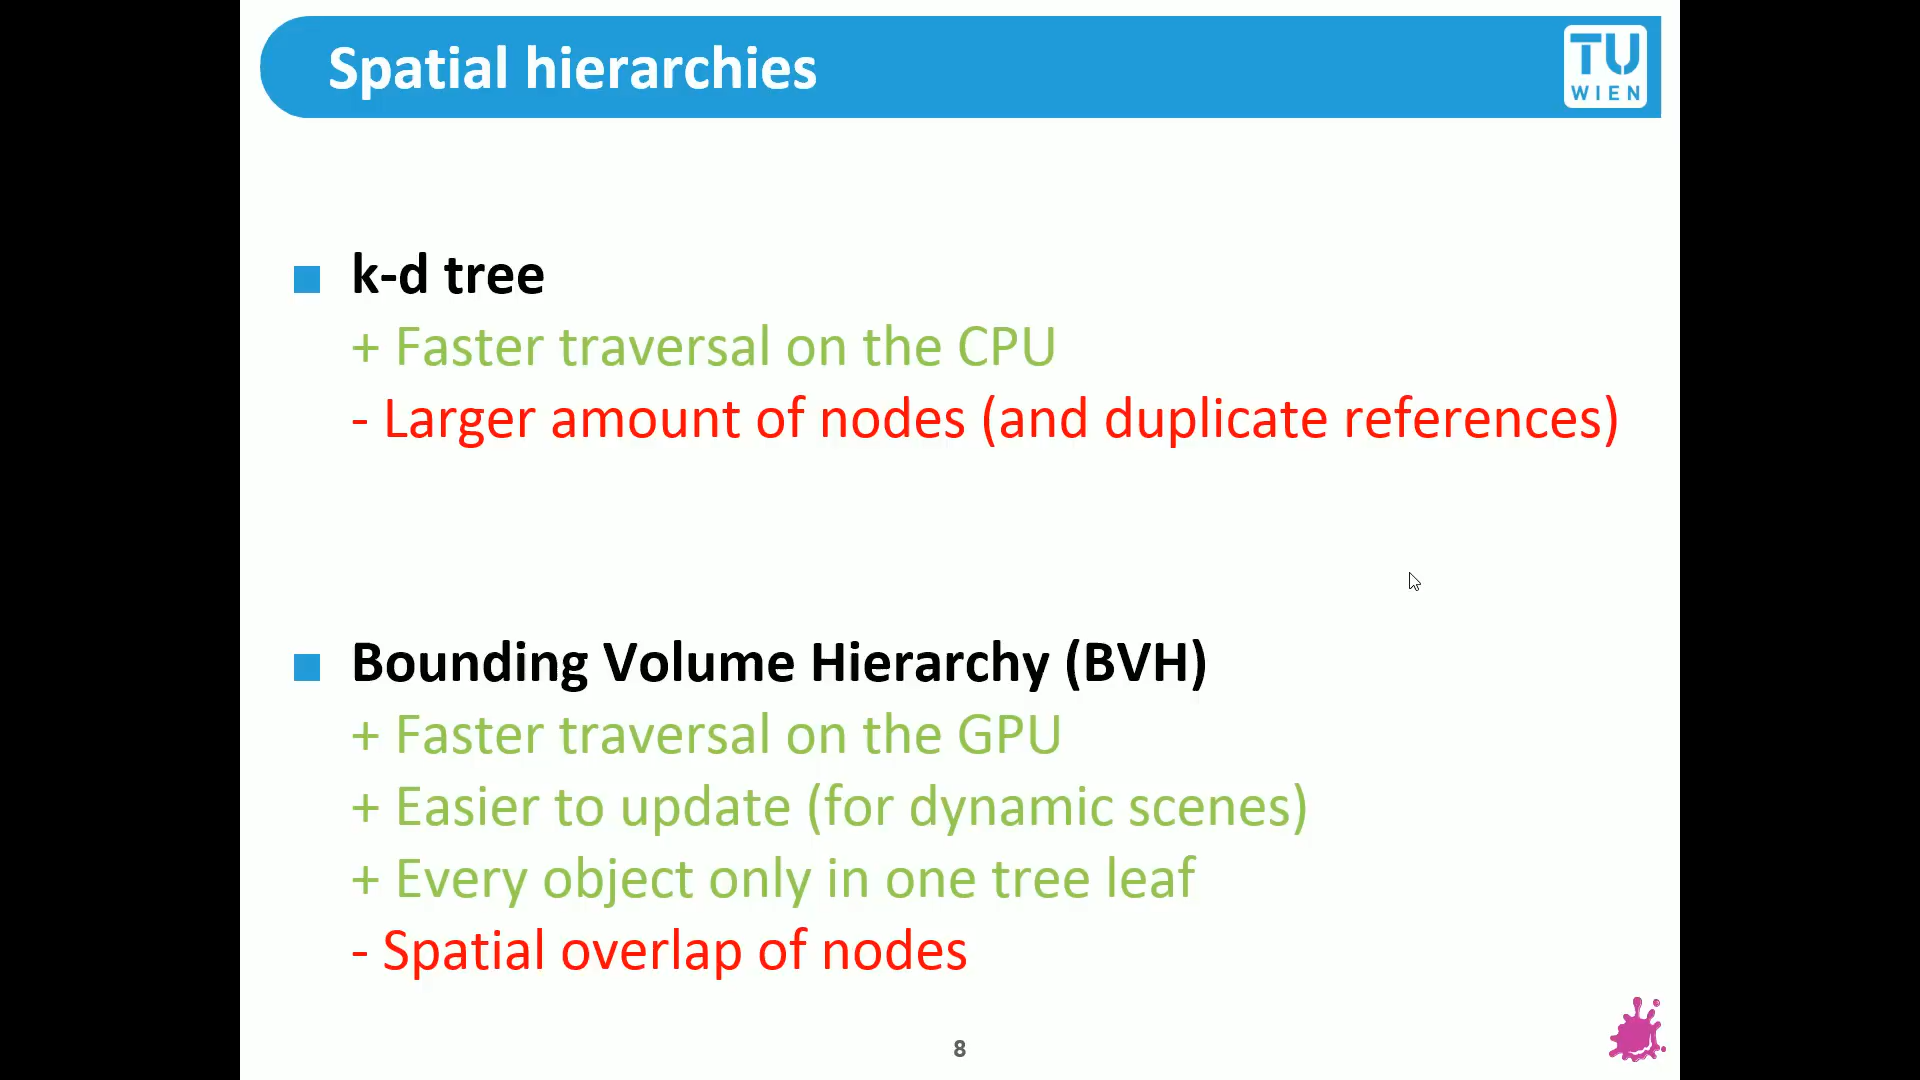 Spatial hierarchies
TU
WIEN
k-d tree
+ Faster traversal on the CPU
- Larger amount of nodes (and duplicate references)
Bounding Volume Hierarchy (BVH)
+ Faster traversal on the GPU
+ Easier to update (for dynamic scenes)
+ Every object only in one tree leaf
- Spatial overlap of nodes
8